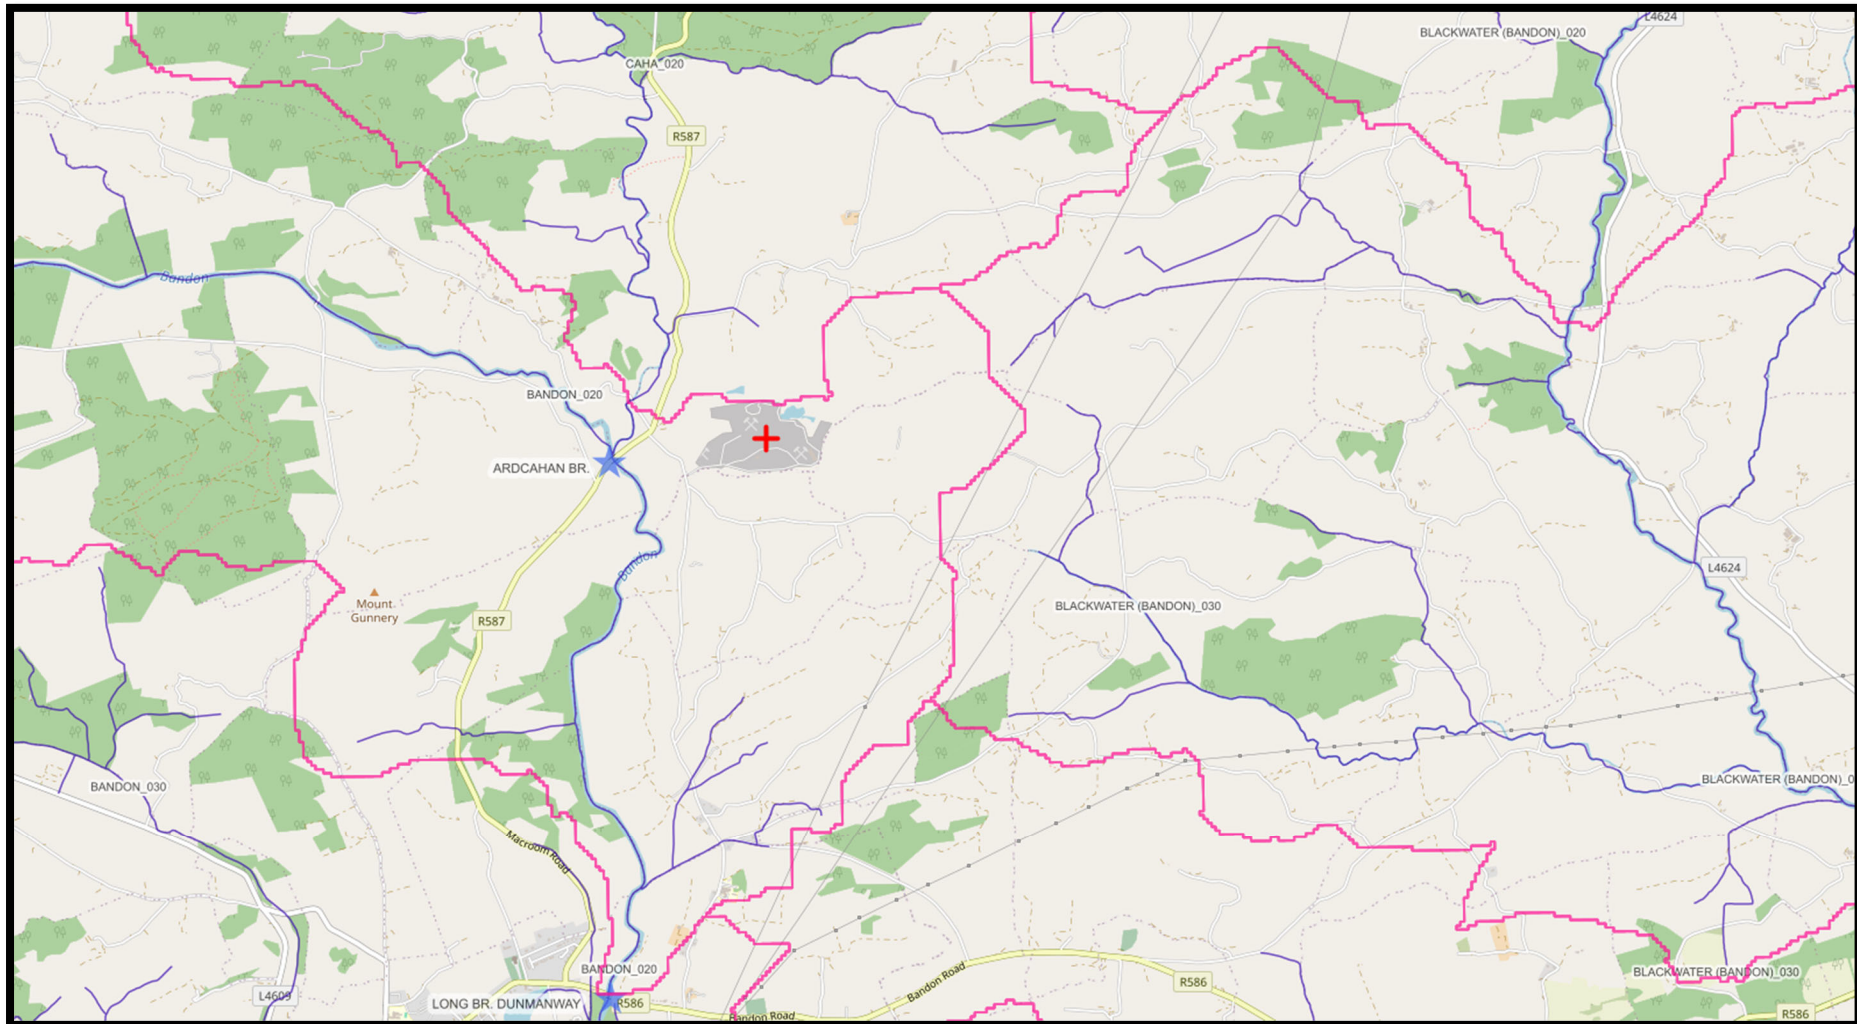 L4624
BLACKWATER (BANDON)_020
CAHA_020
R587
Bandon
BANDON_020
ARDCAHAN BR.
Bandon
L4624
Mount
Gunnery
BLACKWATER (BANDON)_030
R587
BLACKWATER (BANDON)_0
BANDON_030
Macroom Road
BANDON_020
BLACKWATER (BANDON)_030
Bandon Road
R586
L4609
LONG BR. DUNMANWAY
R586
Bandon Road
R586